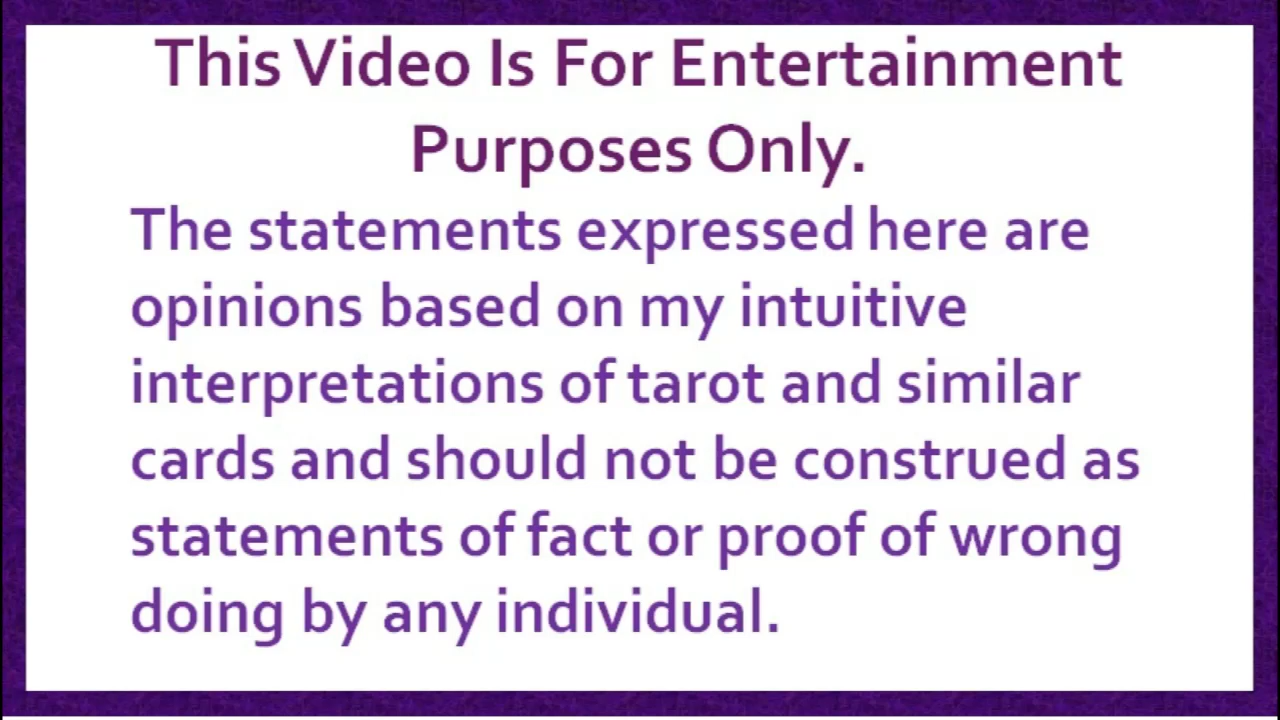 This Video Is For Entertainment
Purposes Only.
The statements expressed here are
opinions based on my intuitive
interpretations of tarot and similar
cards and should not be construed as
statements of fact or proof of wrong
doing by any individual.